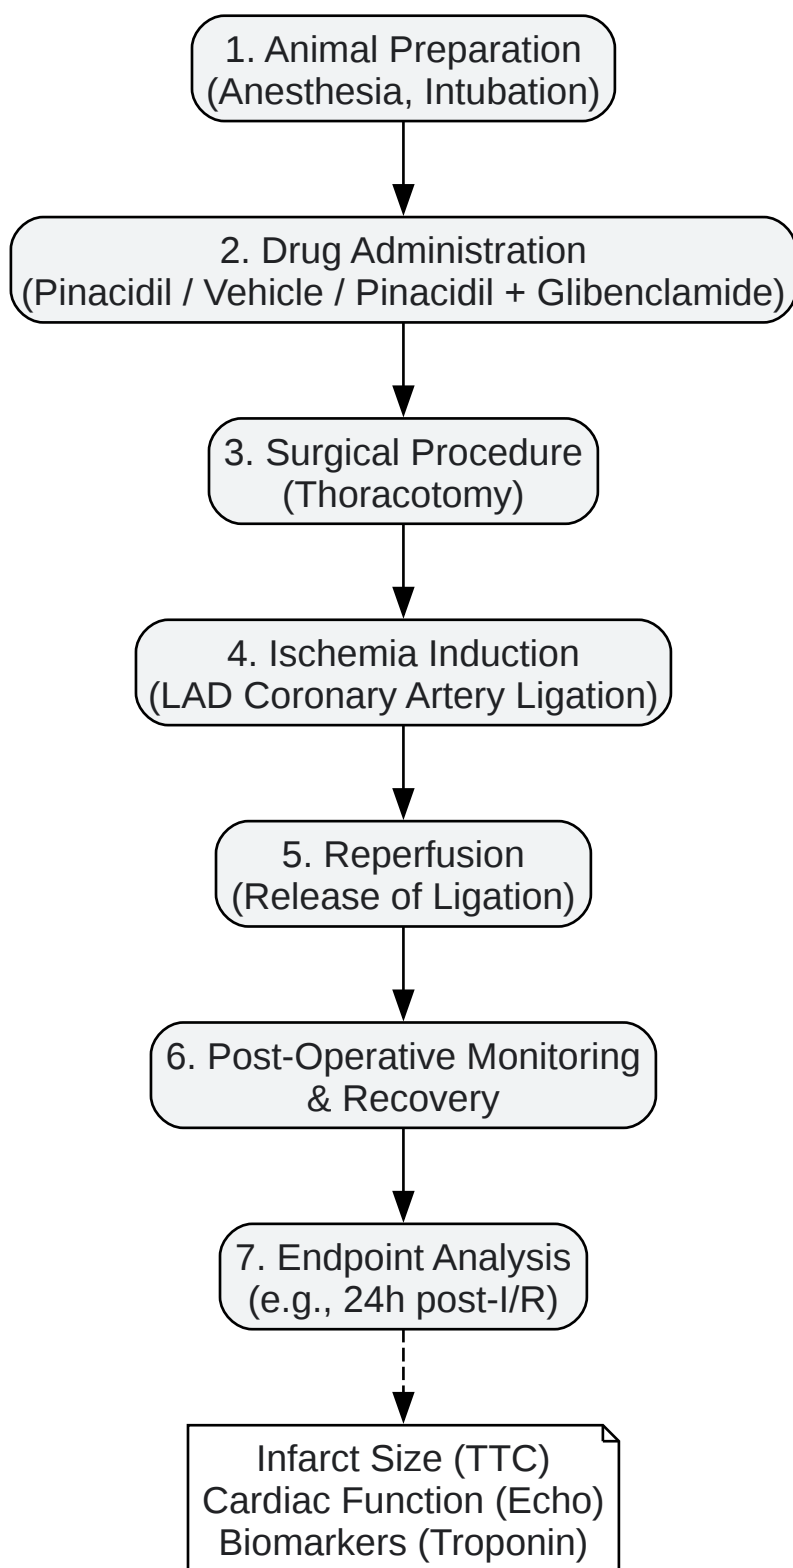 1. Animal Preparation
(Anesthesia, Intubation)
2. Drug Administration
(Pinacidil / Vehicle / Pinacidil + Glibenclamide)
3. Surgical Procedure
(Thoracotomy)
4. Ischemia Induction
(LAD Coronary Artery Ligation)
5. Reperfusion
(Release of Ligation)
6. Post-Operative Monitoring
& Recovery
7. Endpoint Analysis
(e.g., 24h post-I/R)
Infarct Size (TTC)
Cardiac Function (Echo)
Biomarkers (Troponin)